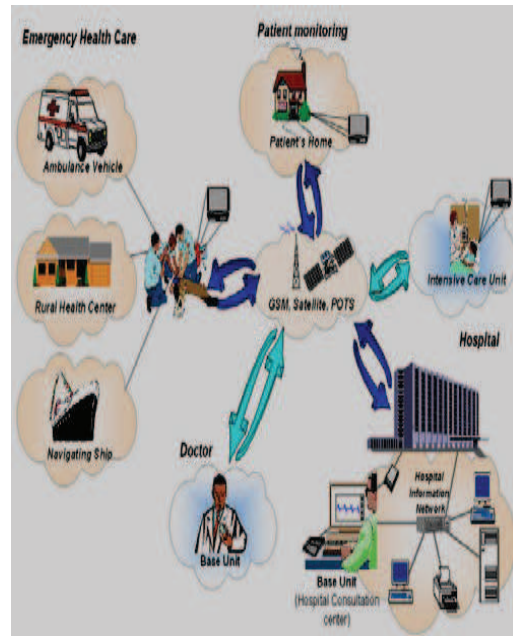 Emergency Health Care
Patient monitoring
Ambulance Vehicle
Patient's Home
Rural Health Center
GSM, Satellite, POTS
Intensive Care Unit
Hospital
Navigating Ship
Doctor
Base Unit
Hospital
Information
Network
Base Unit
(Hospital Consultation
center)